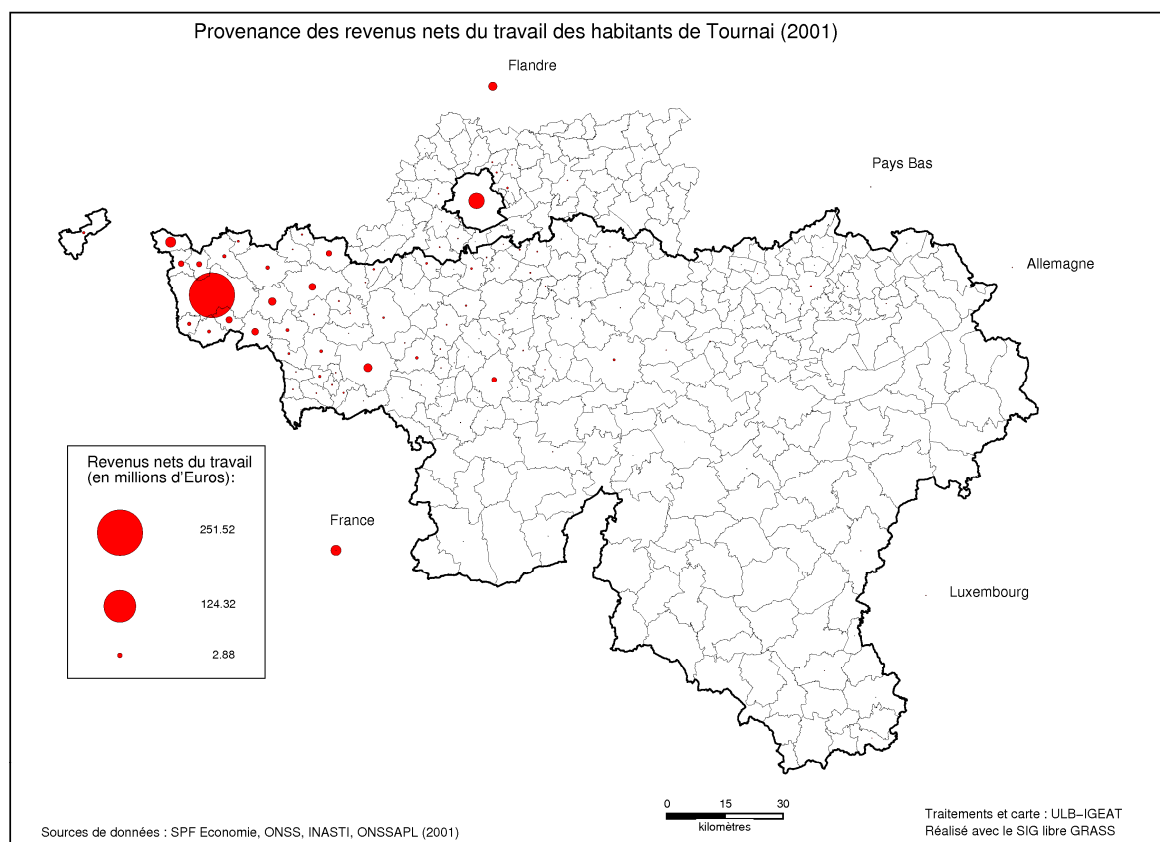 Provenance des revenus nets du travail des habitants de Tournai (2001)
Flandre
Pays Bas
Allemagne
Revenus nets du travail
(en millions d'Euros):
251.52
124.32
2.88
France
Luxembourg
0 15 30
kilomètres
Sources de données : SPF Economie, ONSS, INASTI, ONSSAPL (2001)
Traitements et carte : ULB-IGEAT
Réalisé avec le SIG libre GRASS